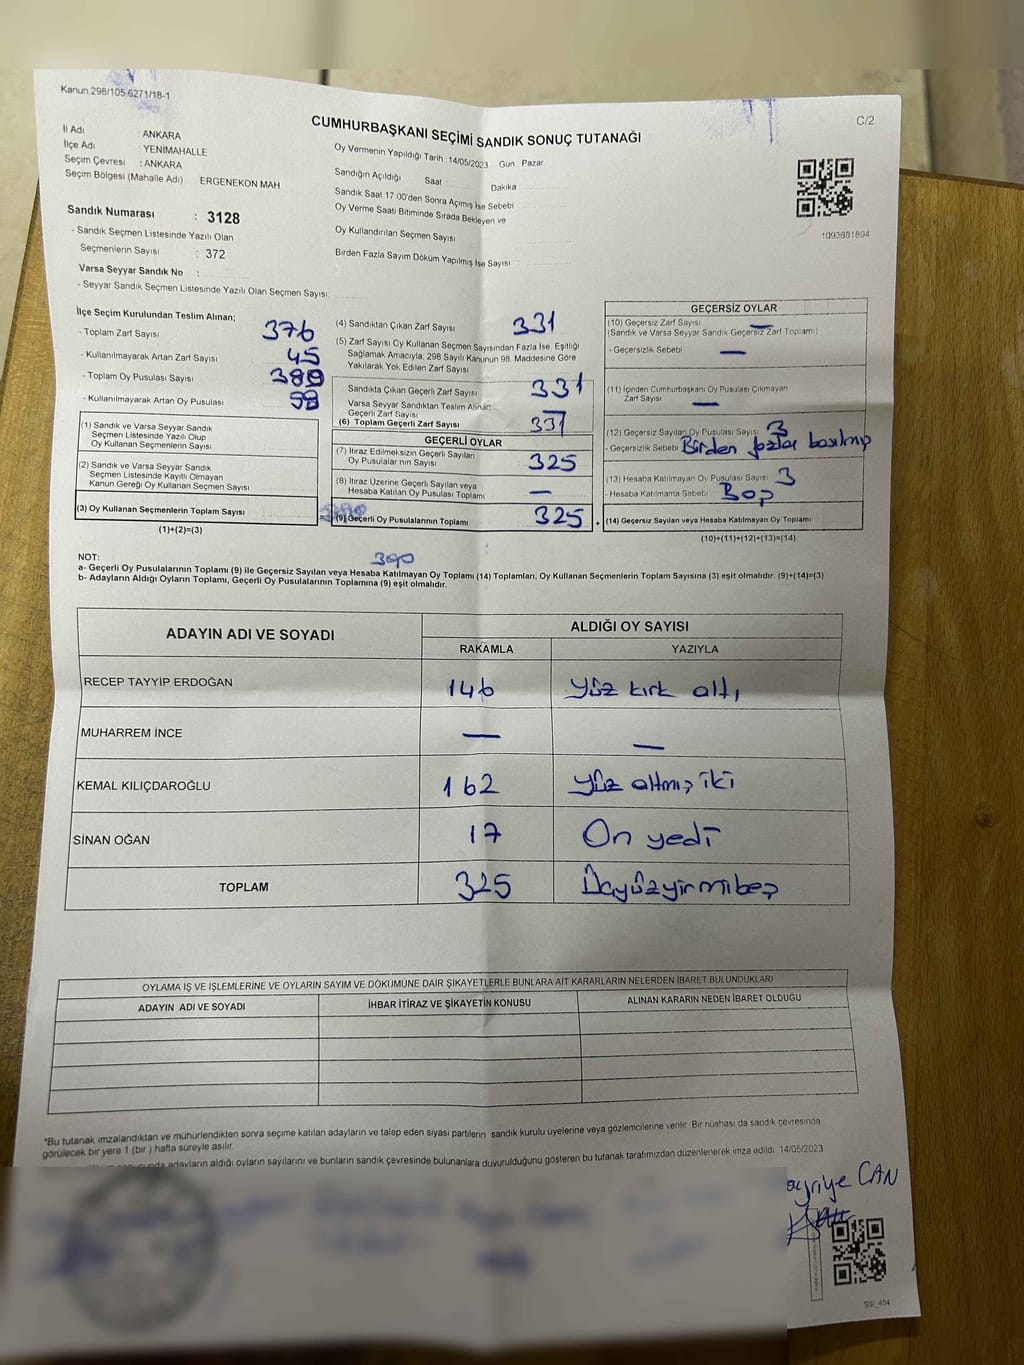 Kanun.298/105.6271/18-1
C/2
CUMHURBAŞKANI SEÇİMİ SANDIK SONUÇ TUTANAĞI
İl Adı : ANKARA
İlçe Adı : YENİMAHALLE
Seçim Çevresi : ANKARA
Seçim Bölgesi (Mahalle Adı) ERGENEKON MAH
Sandık Numarası : 3128
- Sandık Seçmen Listesinde Yazılı Olan
Seçmenlerin Sayısı : 372
Varsa Seyyar Sandık No :
- Seyyar Sandık Seçmen Listesinde Yazılı Olan Seçmen Sayısı:
Oy Vermenin Yapıldığı Tarih : 14/05/2023 Gün : Pazar
Sandığın Açıldığı Saat Dakika
Sandık Saat 17:00'den Sonra Açımış İse Sebebi
Oy Verme Saati Bitiminde Sırada Bekleyen ve
Oy Kullandırılan Seçmen Sayısı
Birden Fazla Sayım Döküm Yapılmış İse Sayısı :
1093681894
İlçe Seçim Kurulundan Teslim Alınan;
- Toplam Zarf Sayısı 376
- Kullanılmayarak Artan Zarf Sayısı 45
- Toplam Oy Pusulası Sayısı
- Kullanılmayarak Artan Oy Pusulası
(1) Sandık ve Varsa Seyyar Sandık
Seçmen Listesinde Yazılı Olup
Oy Kullanan Seçmenlerin Sayısı
(2) Sandık ve Varsa Seyyar Sandık
Seçmen Listesinde Kayıtlı Olmayan
Kanun Gereği Oy Kullanan Seçmen Sayısı
(3) Oy Kullanan Seçmenlerin Toplam Sayısı
(1)+(2)=(3)
(4) Sandıktan Çıkan Zarf Sayısı 331
(5) Zarf Sayısı Oy Kullanan Seçmen Sayısından Fazla İse, Eşitliği
Sağlamak Amacıyla; 298 Sayılı Kanunun 98. Maddesine Göre
Yakılarak Yok Edilen Zarf Sayısı
Sandıkta Çıkan Geçerli Zarf Sayısı 331
Varsa Seyyar Sandıktan Teslim Alınan
Geçerli Zarf Sayısı
(6) Toplam Geçerli Zarf Sayısı 331
GEÇERLİ OYLAR
(7) İtiraz Edilmeksizin Geçerli Sayılan
Oy Pusulalar nın Sayısı 325
(8) İtiraz Üzerine Geçerli Sayılan veya
Hesaba Katılan Oy Pusulası Toplamı —
(9) Geçerli Oy Pusulalarının Toplamı 325
GEÇERSİZ OYLAR
(10) Geçersiz Zarf Sayısı —
(Sandık ve Varsa Seyyar Sandık Geçersiz Zarf Toplamı)
- Geçersizlik Sebebi —
(11) İçinden Cumhurbaşkanı Oy Pusulası Çıkmayan
Zarf Sayısı —
(12) Geçersiz Sayılan Oy Pusulası Sayısı 3
- Geçersizlik Sebebi Birden fazla basılmış
(13) Hesaba Katılmayan Oy Pusulası Sayısı 3
- Hesaba Katılmama Sebebi Boş
(14) Geçersiz Sayılan veya Hesaba Katılmayan Oy Toplamı
(10)+(11)+(12)+(13)=(14)
NOT: 390
a- Geçerli Oy Pusulalarının Toplamı (9) ile Geçersiz Sayılan veya Hesaba Katılmayan Oy Toplamı (14) Toplamları, Oy Kullanan Seçmenlerin Toplam Sayısına (3) eşit olmalıdır. (9)+(14)=(3)
b- Adayların Aldığı Oyların Toplamı, Geçerli Oy Pusulalarının Toplamına (9) eşit olmalıdır.
ADAYIN ADI VE SOYADI ALDIĞI OY SAYISI
RAKAMLA YAZIYLA
RECEP TAYYİP ERDOĞAN 146 Yüz kırk altı
MUHARREM İNCE — —
KEMAL KILIÇDAROĞLU 162 Yüz altmış iki
SİNAN OĞAN 17 On yedi
TOPLAM 325 Üçyüzyirmibeş
OYLAMA İŞ VE İŞLEMLERİNE VE OYLARIN SAYIM VE DÖKÜMÜNE DAİR ŞİKAYETLERLE BUNLARA AİT KARARLARIN NELERDEN İBARET BULUNDUKLARI
ADAYIN ADI VE SOYADI İHBAR İTİRAZ VE ŞİKAYETİN KONUSU ALINAN KARARIN NEDEN İBARET OLDUĞU
*Bu tutanak imzalandıktan ve mühürlendikten sonra seçime katılan adayların ve talep eden siyasi partilerin sandık kurulu üyelerine veya gözlemcilerine verilir. Bir nüshası da sandık çevresinde
görülecek bir yere 1 (bir ) hafta süreyle asılır.
adayların aldığı oyların sayılarını ve bunların sandık çevresinde bulunanlara duyurulduğunu gösteren bu tutanak tarafımızdan düzenlenerek imza edildi. 14/05/2023
CAN